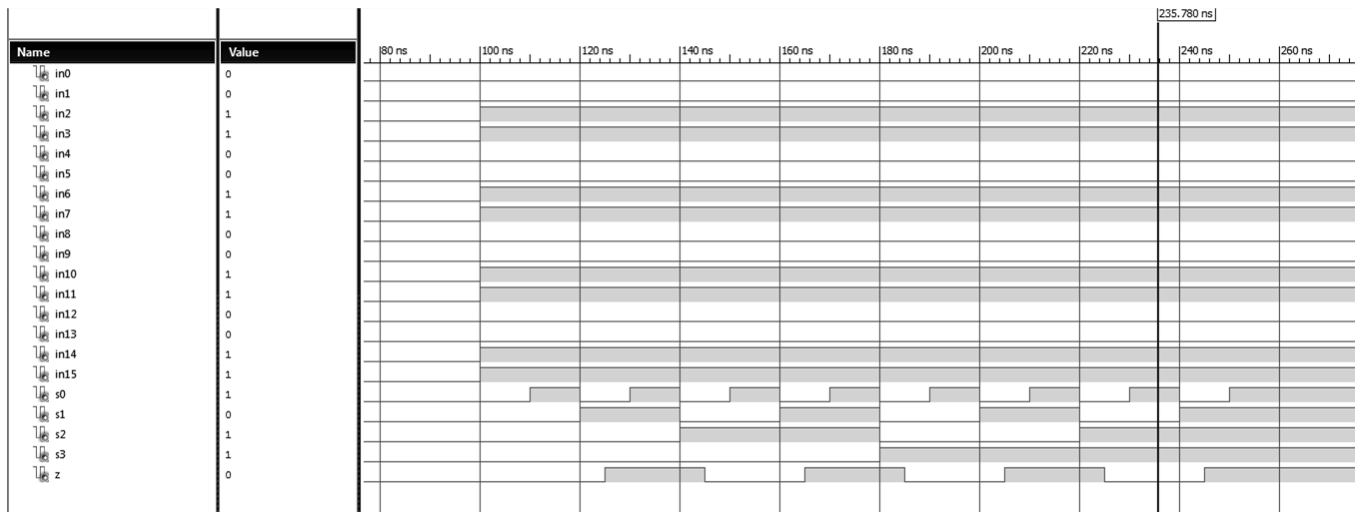 235.780 ns
Name Value 80 ns 100 ns 120 ns 140 ns 160 ns 180 ns 200 ns 220 ns 240 ns 260 ns
in0 0
in1 0
in2 1
in3 1
in4 0
in5 0
in6 1
in7 1
in8 0
in9 0
in10 1
in11 1
in12 0
in13 0
in14 1
in15 1
s0 1
s1 0
s2 1
s3 1
z 0